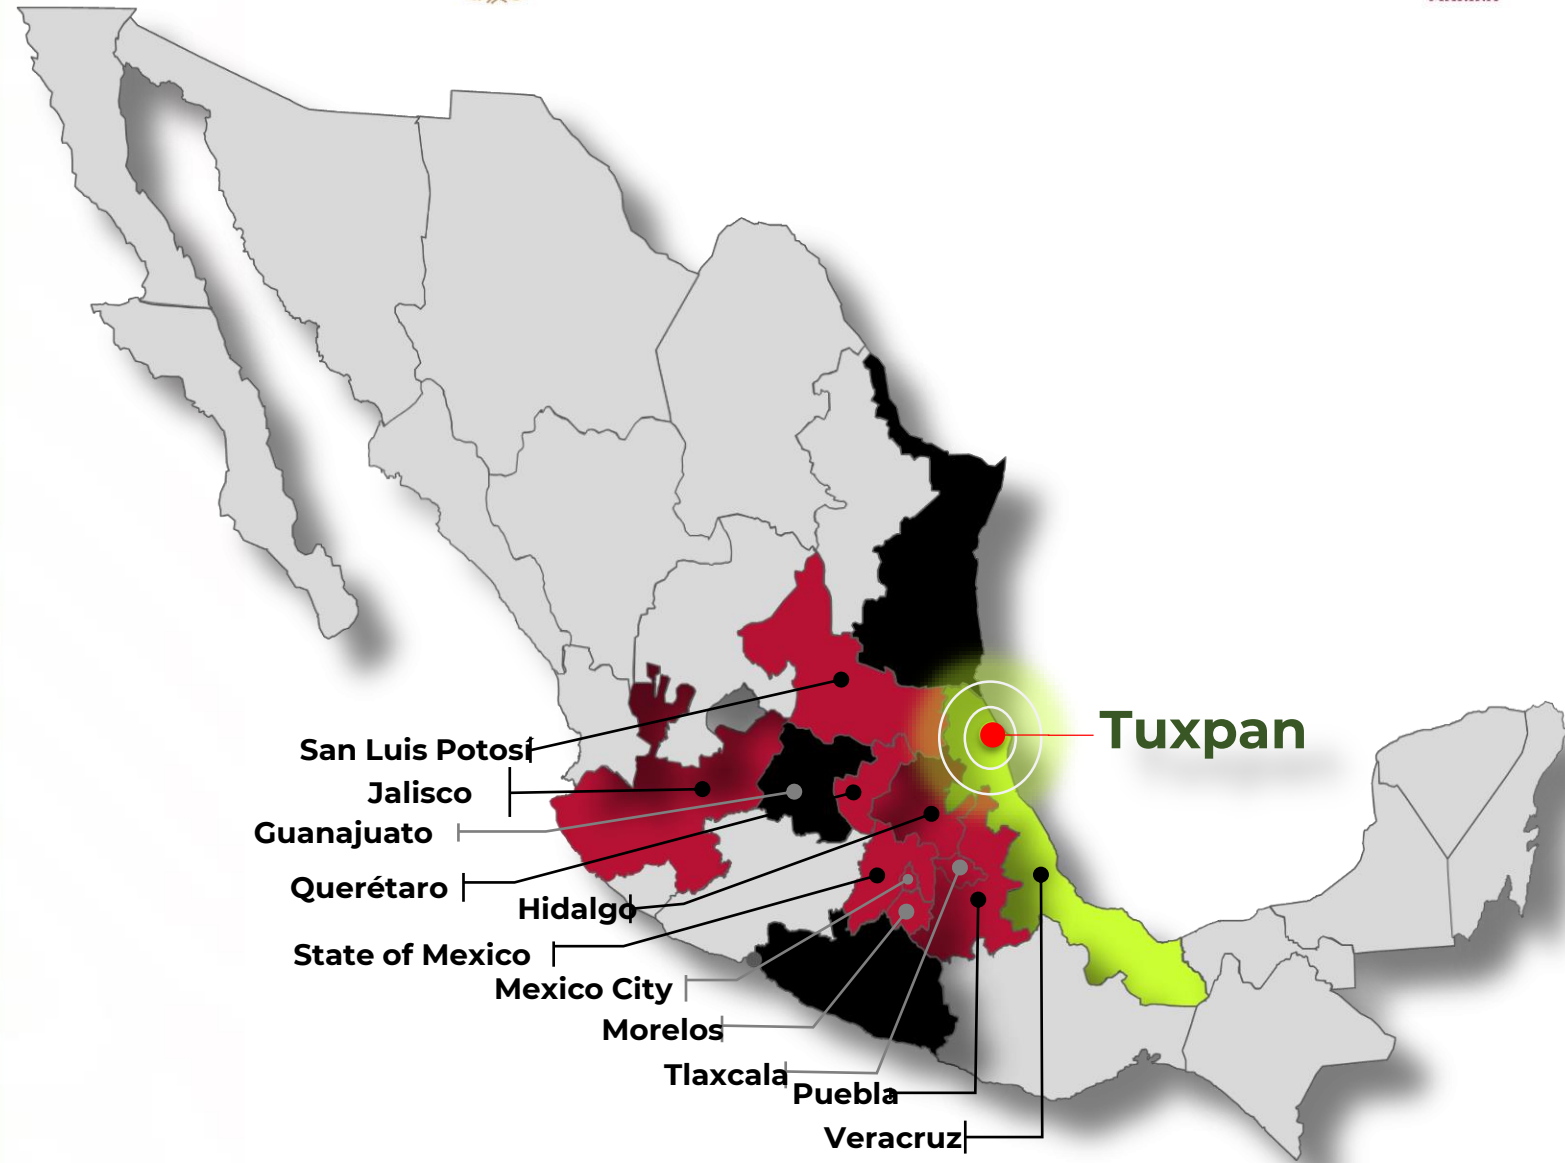 Tuxpan
San Luis Potosí
Jalisco
Guanajuato
Querétaro
Hidalgo
State of Mexico
Mexico City
Morelos
Tlaxcala
Puebla
Veracruz